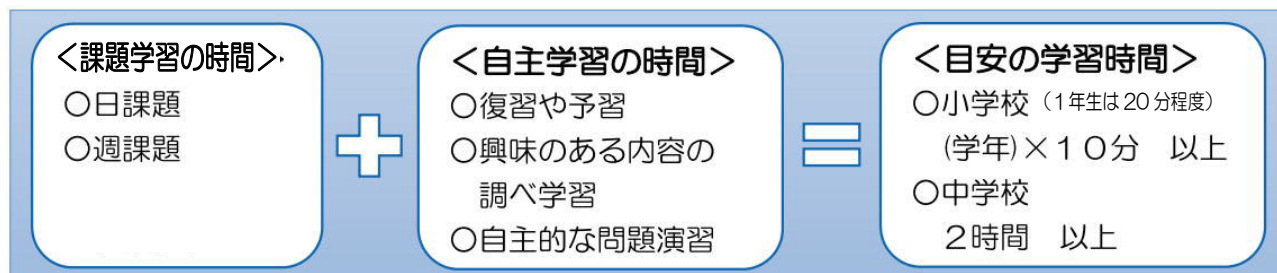 ＜課題学習の時間＞
○日課題
○週課題
＋
＜自主学習の時間＞
○復習や予習
○興味のある内容の
調べ学習
○自主的な問題演習
＝
＜目安の学習時間＞
○小学校（１年生は20分程度）
(学年)×１０分　以上
○中学校
２時間　以上